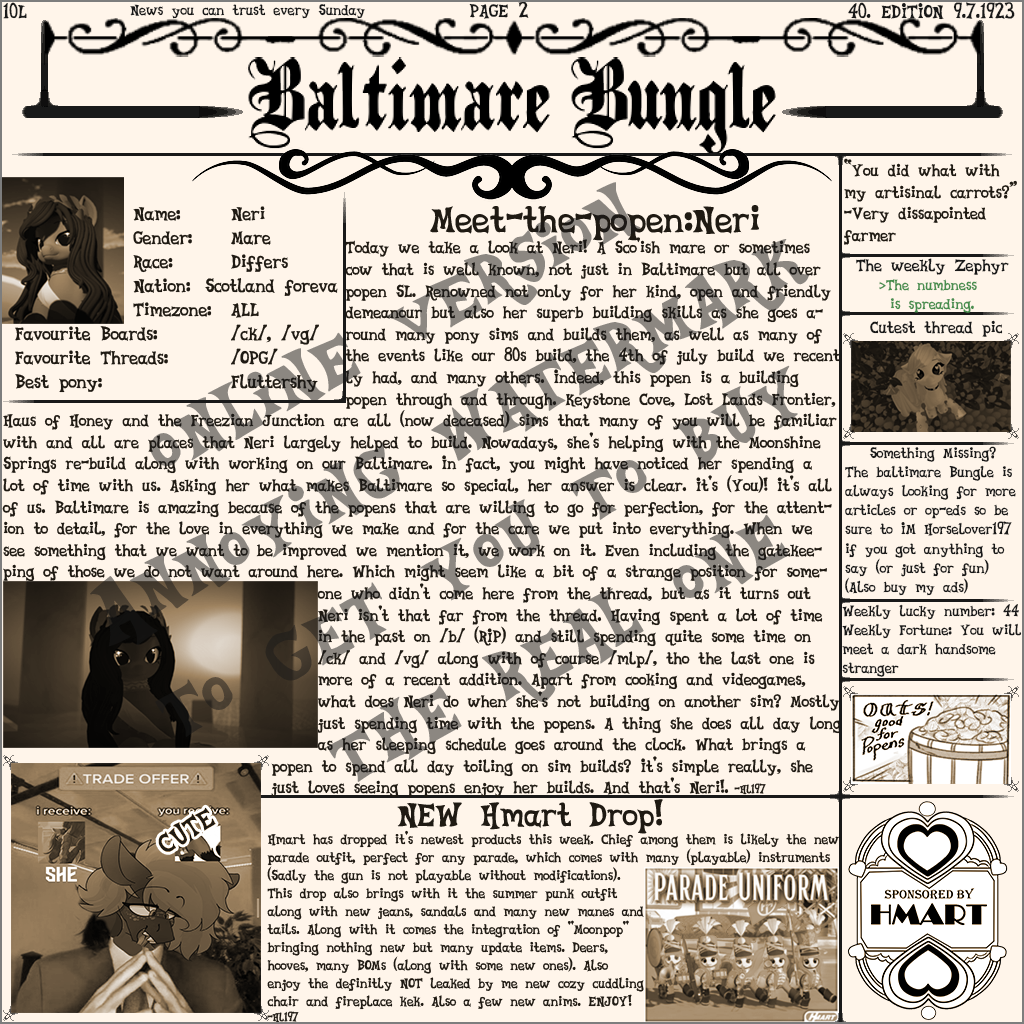 10L
News you can trust every Sunday
PAGE 2
40. EDITION 9.7.1923
Baltimare Bungle
Name: Neri
Gender: Mare
Race: Differs
Nation: Scotland foreva
Timezone: ALL
Favourite Boards: /ck/, /vg/
Favourite Threads: /OPG/
Best pony: Fluttershy
Meet-the-popen:Neri
Today we take a look at Neri! A Scoish mare or sometimes
cow that is well known, not just in Baltimare but all over
popen SL. Renowned not only for her kind, open and friendly
demeanour but also her superb building skills as she goes a-
round many pony sims and builds them, as well as many of
the events like our 80s build, the 4th of july build we recent
ly had, and many others. Indeed, this popen is a building
popen through and through. Keystone Cove, Lost Lands Frontier,
Haus of Honey and the Freezian Junction are all (now deceased) sims that many of you will be familiar
with and all are places that Neri largely helped to build. Nowadays, she's helping with the Moonshine
Springs re-build along with working on our Baltimare. In fact, you might have noticed her spending a
lot of time with us. Asking her what makes Baltimare so special, her answer is clear. it's (You)! it's all
of us. Baltimare is amazing because of the popens that are willing to go for perfection, for the attent-
ion to detail, for the love in everything we make and for the care we put into everything. When we
see something that we want to be improved we mention it, we work on it. Even including the gatekee-
ping of those we do not want around here. Which might seem like a bit of a strange position for some-
one who didn't come here from the thread, but as it turns out
Neri isn't that far from the thread. Having spent a lot of time
in the past on /b/ (RiP) and still spending quite some time on
/ck/ and /vg/ along with of course /mlp/, tho the last one is
more of a recent addition. Apart from cooking and videogames,
what does Neri do when she's not building on another sim? Mostly
just spending time with the popens. A thing she does all day long
as her sleeping schedule goes around the clock. What brings a
popen to spend all day toiling on sim builds? it's simple really, she
just loves seeing popens enjoy her builds. And that's Neri!. -HL197
ONLiNE VERSiON
ANNOYiNG WATERMARK
TO GET YOU TO BUY
THE REAL ONE
"You did what with
my artisinal carrots?"
-Very dissapointed
farmer
The weekly Zephyr
>The numbness
is spreading.
Cutest thread pic
Something Missing?
The baltimare Bungle is
always looking for more
articles or op-eds so be
sure to iM Horselover197
if you got anything to
say (or just for fun)
(Also buy my ads)
Weekly Lucky number: 44
Weekly Fortune: You will
meet a dark handsome
stranger
OATS!
good
for
Popens
TRADE OFFER
i receive:
you receive:
SHE
CUTE
NEW Hmart Drop!
Hmart has dropped it's newest products this week. Chief among them is Likely the new
parade outfit, perfect for any parade, which comes with many (playable) instruments
(Sadly the gun is not playable without modifications).
This drop also brings with it the summer punk outfit
along with new jeans, sandals and many new manes and
tails. Along with it comes the integration of "Moonpop"
bringing nothing new but many update items. Deers,
hooves, many BOMs (along with some new ones). Also
enjoy the definitly NOT leaked by me new cozy cuddling
chair and fireplace kek. Also a few new anims. ENJOY!
-HL197
PARADE UNIFORM
HMART
SPONSORED BY
HMART